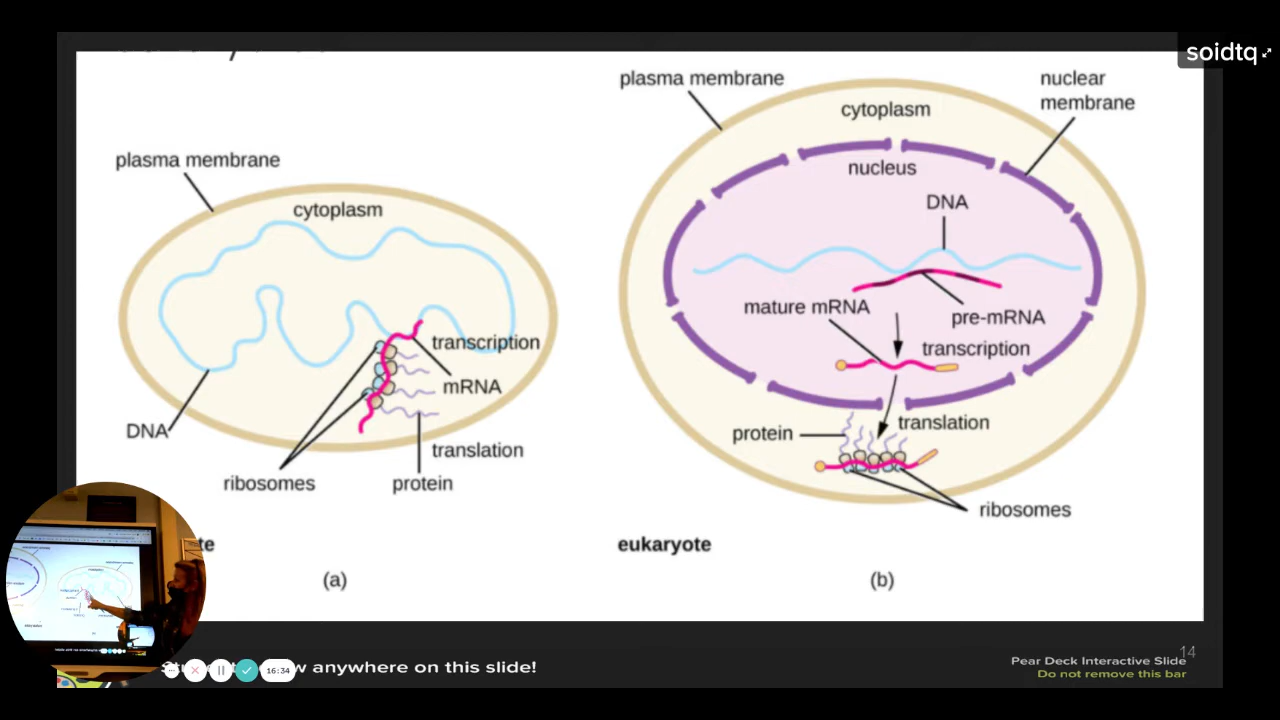 soidtq
plasma membrane
cytoplasm
transcription
mRNA
DNA
translation
ribosomes
protein
te
(a)
plasma membrane
nuclear
membrane
cytoplasm
nucleus
DNA
mature mRNA
pre-mRNA
transcription
translation
protein
ribosomes
eukaryote
(b)
16:34
w anywhere on this slide!
14
Pear Deck Interactive Slide
Do not remove this bar